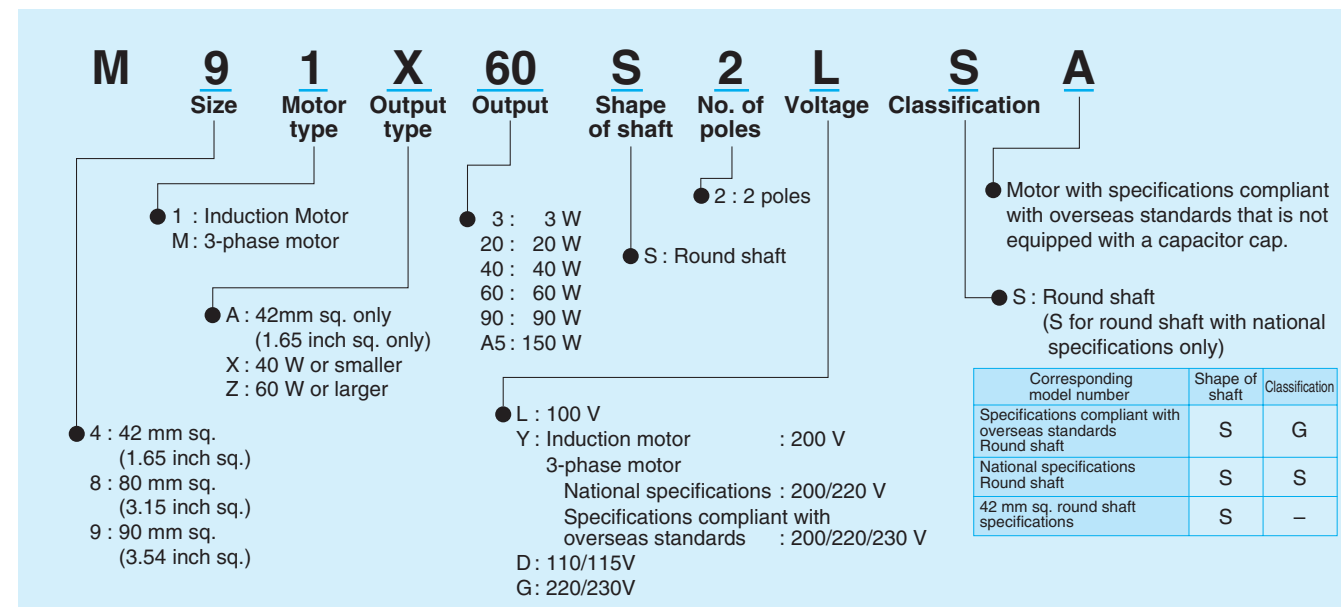 M 9 1 X 60 S 2 L S A
Size Motor type Output type Output Shape of shaft No. of poles Voltage Classification
1 : Induction Motor
M : 3-phase motor
A : 42mm sq. only
(1.65 inch sq. only)
X : 40 W or smaller
Z : 60 W or larger
4 : 42 mm sq.
(1.65 inch sq.)
8 : 80 mm sq.
(3.15 inch sq.)
9 : 90 mm sq.
(3.54 inch sq.)
3 : 3 W
20 : 20 W
40 : 40 W
60 : 60 W
90 : 90 W
A5 : 150 W
S : Round shaft
2 : 2 poles
L : 100 V
Y : Induction motor : 200 V
3-phase motor
National specifications : 200/220 V
Specifications compliant with
overseas standards : 200/220/230 V
D : 110/115V
G : 220/230V
Motor with specifications compliant
with overseas standards that is not
equipped with a capacitor cap.
S : Round shaft
(S for round shaft with national
specifications only)
Corresponding model number Shape of shaft Classification
Specifications compliant with
overseas standards
Round shaft S G
National specifications
Round shaft S S
42 mm sq. round shaft
specifications S –